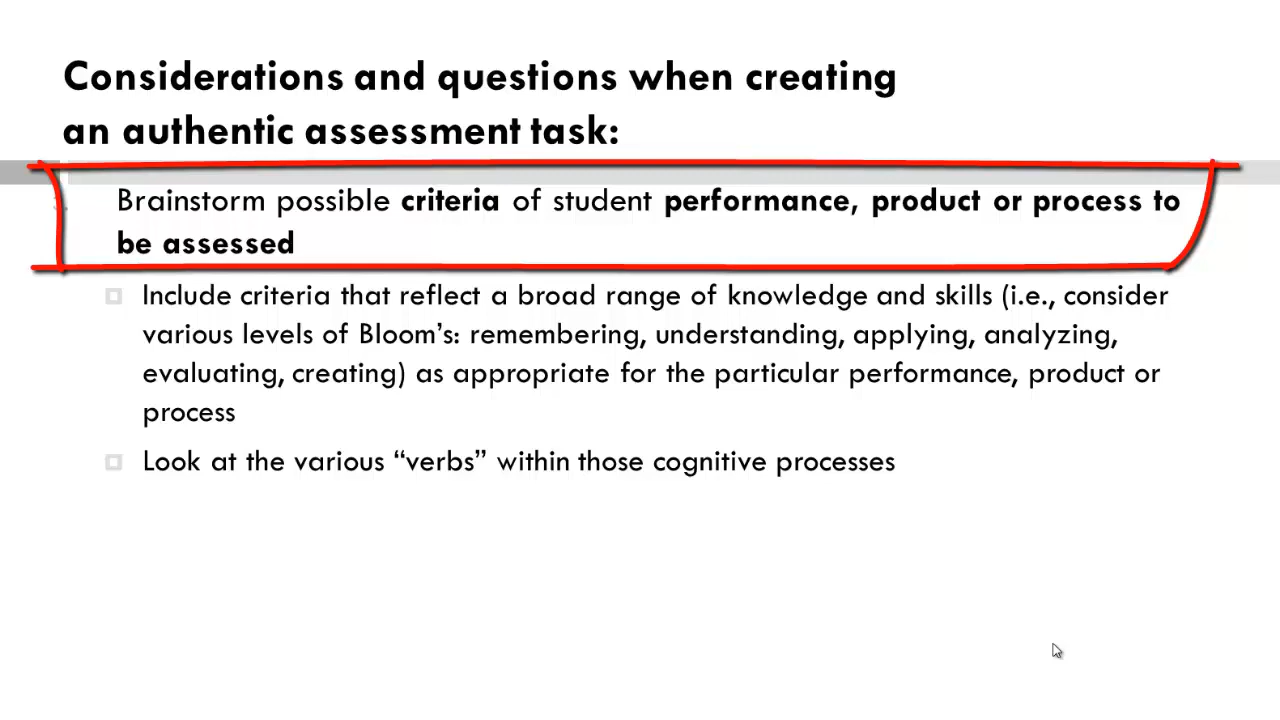 Considerations and questions when creating
an authentic assessment task:
Brainstorm possible criteria of student performance, product or process to
be assessed
Include criteria that reflect a broad range of knowledge and skills (i.e., consider
various levels of Bloom’s: remembering, understanding, applying, analyzing,
evaluating, creating) as appropriate for the particular performance, product or
process
Look at the various “verbs” within those cognitive processes